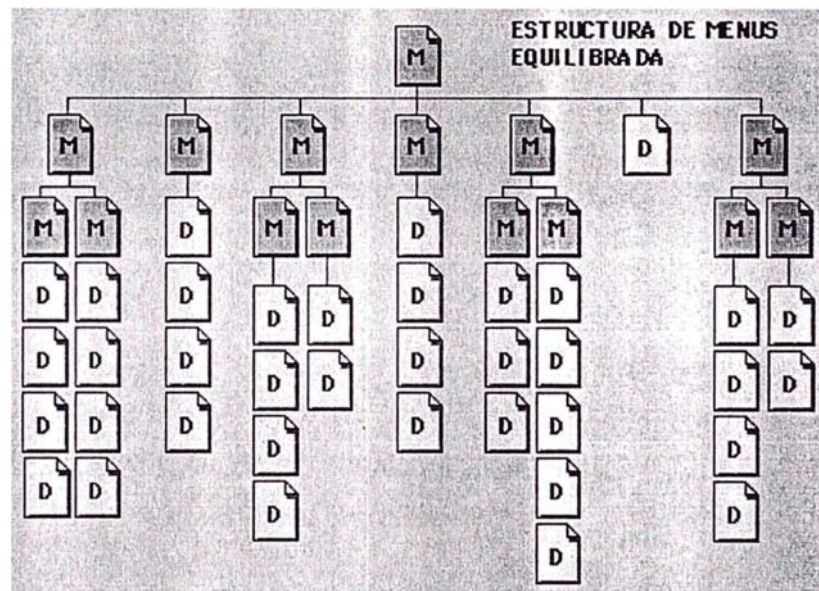 ESTRUCTURA DE MENUS
EQUILIBRADA
M
M M M M M D M
M M D M M D M M M M
D D D D D D D D D D
D D D D D D D D D D
D D D D D D D D
D D D D D
D